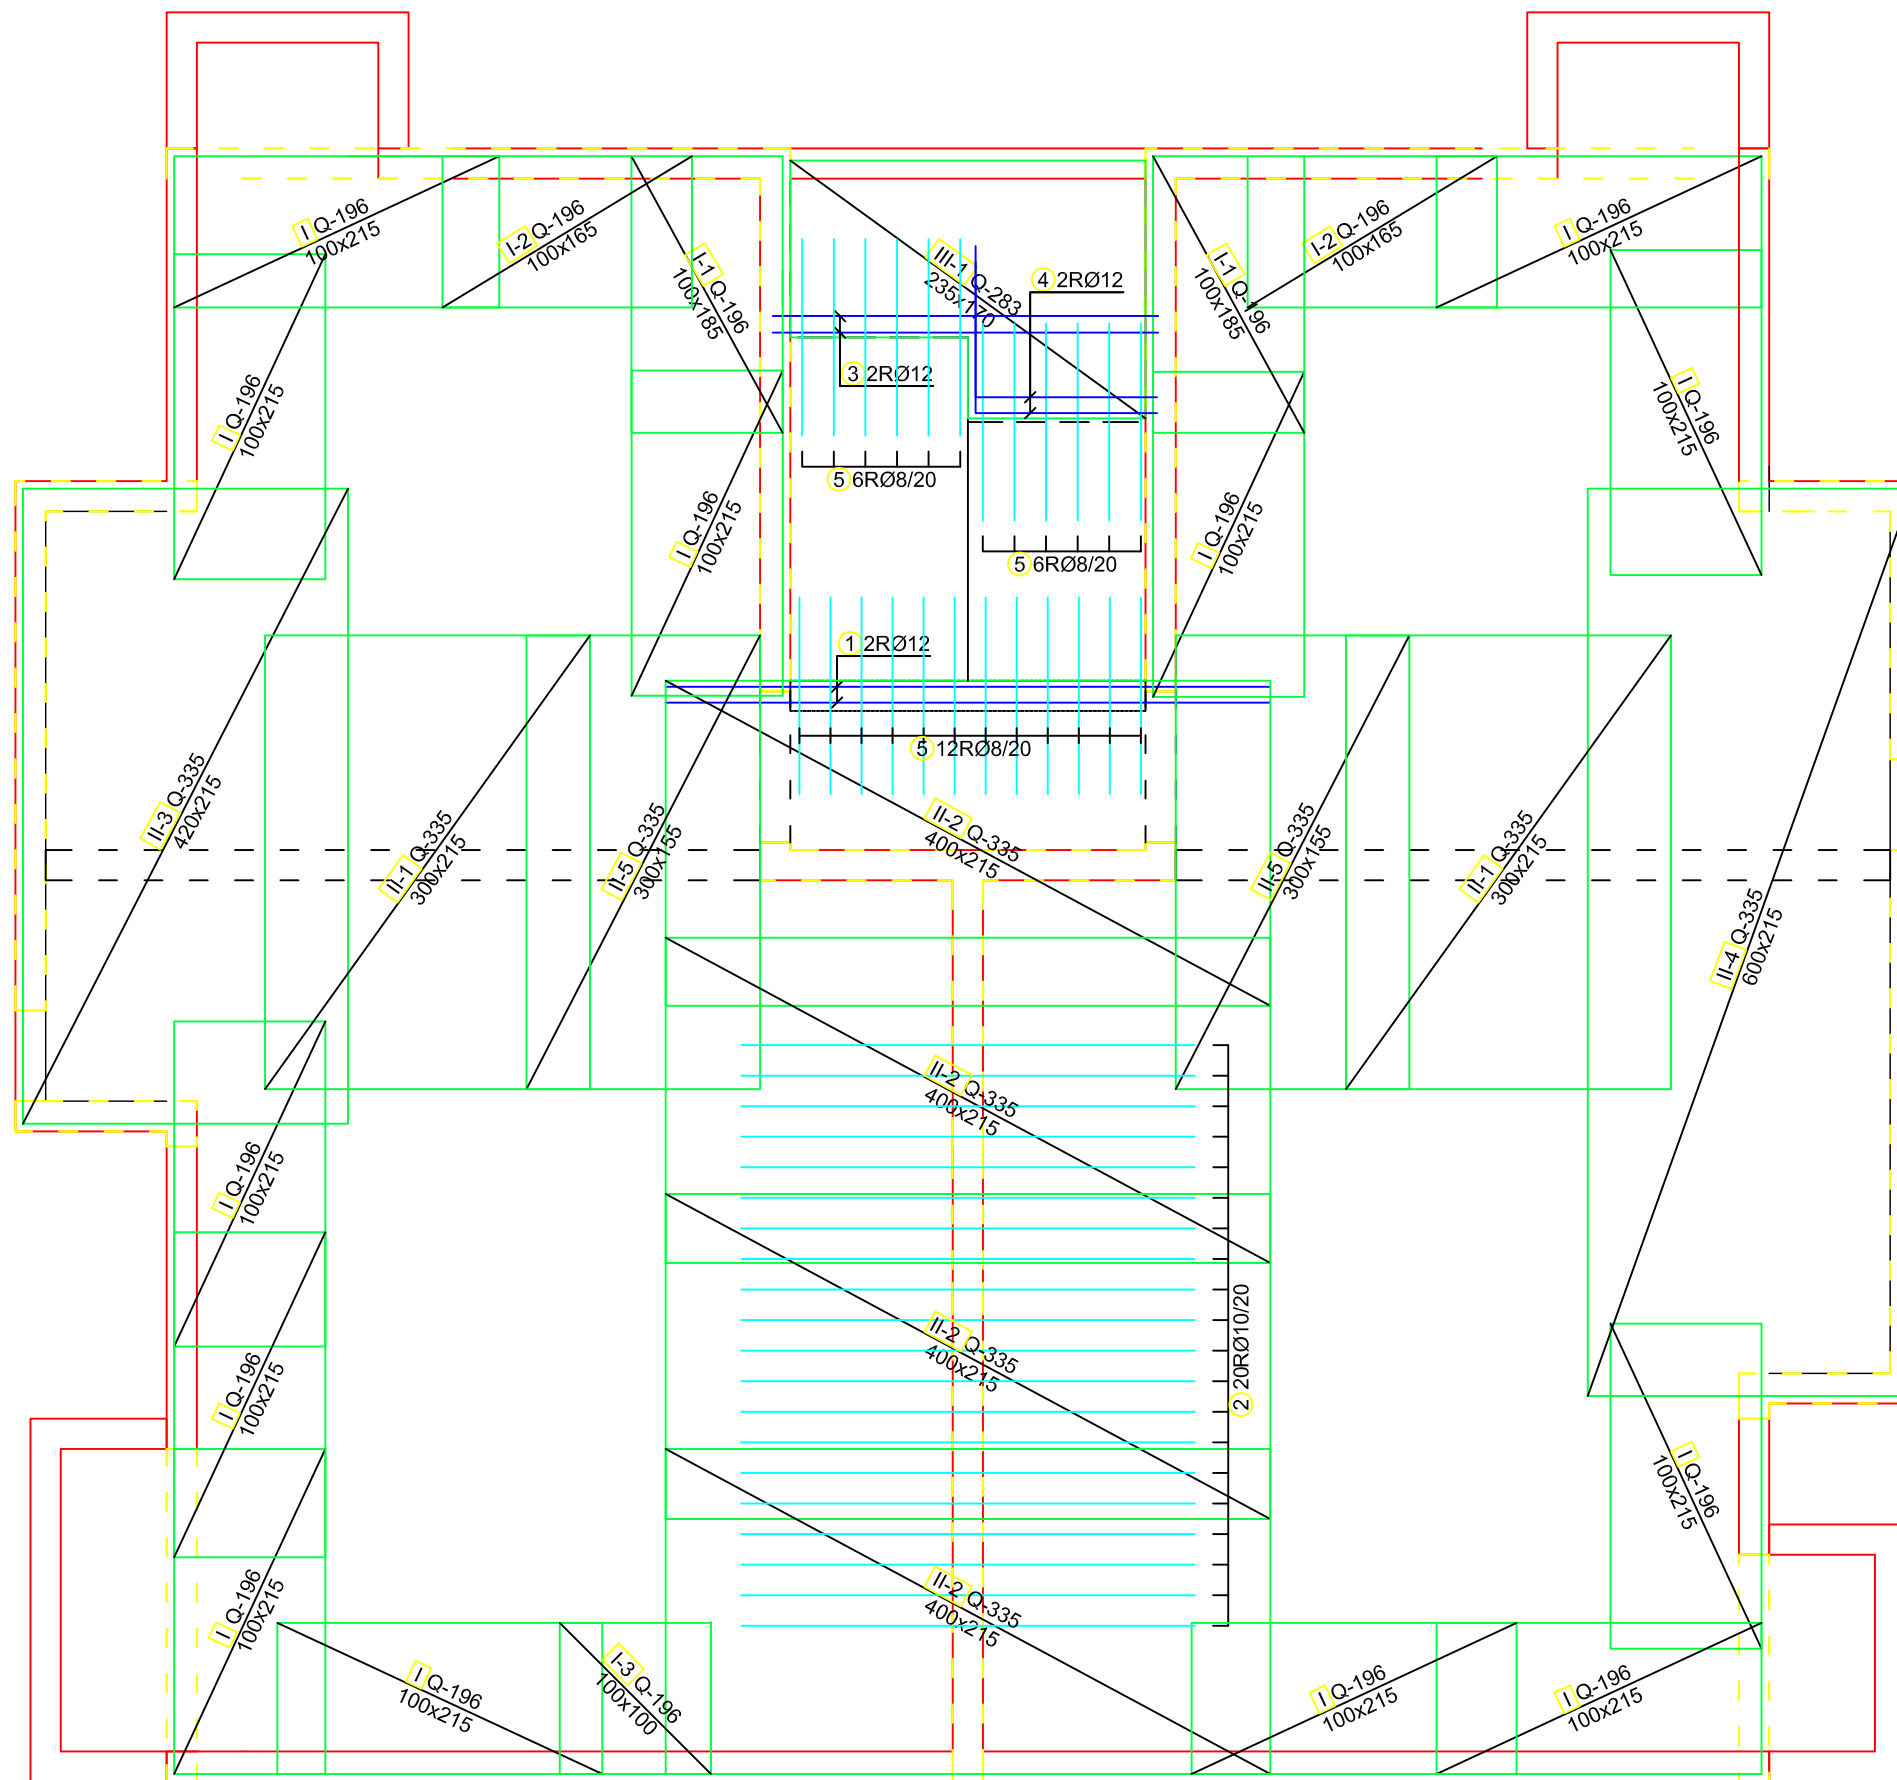 I Q-196
100x215
I-2 Q-196
100x165
I-1 Q-196
100x185
III-1 Q-283
235x170
4 2RØ12
I-1 Q-196
100x185
I-2 Q-196
100x165
I Q-196
100x215
3 2RØ12
I Q-196
100x215
I Q-196
100x215
5 6RØ8/20
I Q-196
100x215
I Q-196
100x215
5 6RØ8/20
1 2RØ12
5 12RØ8/20
II-3 Q-335
420x215
II-1 Q-335
300x215
II-5 Q-335
300x155
II-2 Q-335
400x215
II-5 Q-335
300x155
II-1 Q-335
300x215
II-4 Q-335
600x215
II-2 Q-335
400x215
I Q-196
100x215
II-2 Q-335
400x215
2 20RØ10/20
I Q-196
100x215
I Q-196
100x215
I Q-196
100x215
II-2 Q-335
400x215
I Q-196
100x215
I-3 Q-196
100x100
I Q-196
100x215
I Q-196
100x215